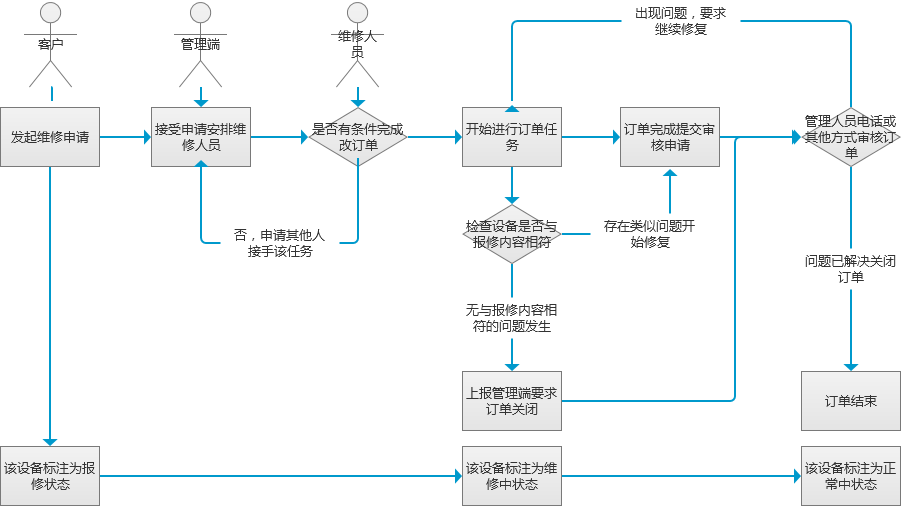 出现问题，要求
继续修复
客户
管理端
维修人
员
发起维修申请
接受申请安排维
修人员
是否有条件完成
改订单
开始进行订单任
务
订单完成提交审
核申请
管理人员电话或
其他方式审核订
单
否，申请其他人
接手该任务
检查设备是否与
报修内容相符
存在类似问题开
始修复
问题已解决关闭
订单
无与报修内容相
符的问题发生
上报管理端要求
订单关闭
订单结束
该设备标注为报
修状态
该设备标注为维
修中状态
该设备标注为正
常中状态